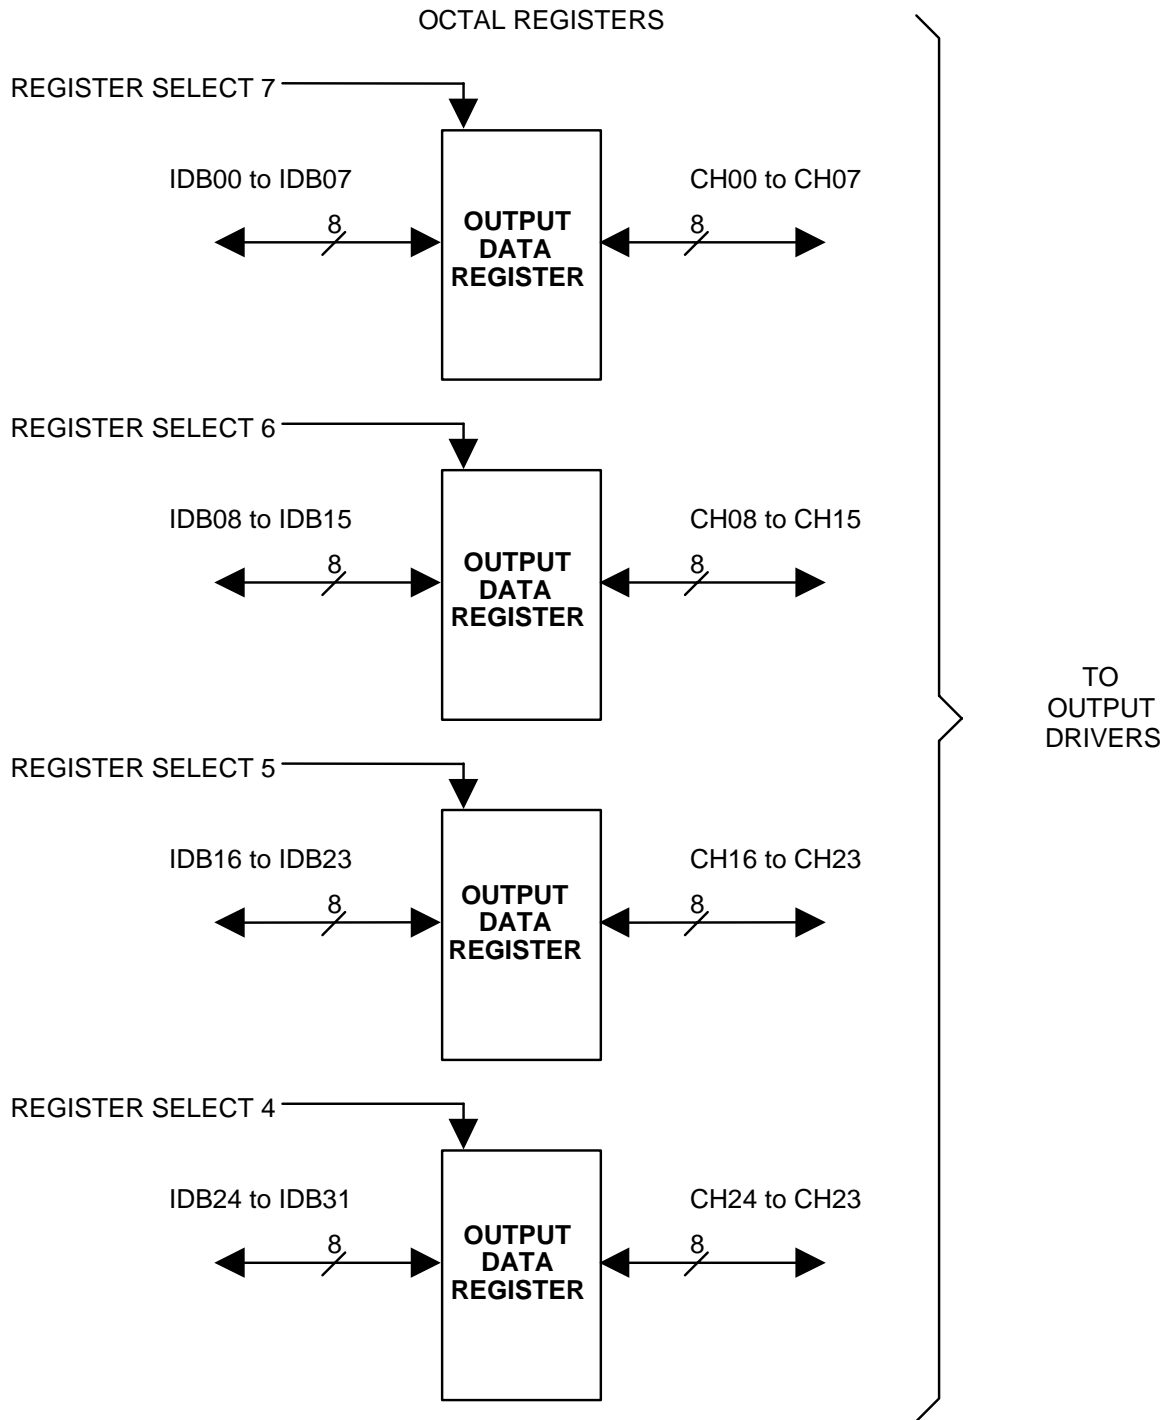 OCTAL REGISTERS
REGISTER SELECT 7
IDB00 to IDB07
CH00 to CH07
8
OUTPUT
DATA
REGISTER
8
REGISTER SELECT 6
IDB08 to IDB15
CH08 to CH15
8
OUTPUT
DATA
REGISTER
8
TO
OUTPUT
DRIVERS
REGISTER SELECT 5
IDB16 to IDB23
CH16 to CH23
8
OUTPUT
DATA
REGISTER
8
REGISTER SELECT 4
IDB24 to IDB31
CH24 to CH23
8
OUTPUT
DATA
REGISTER
8